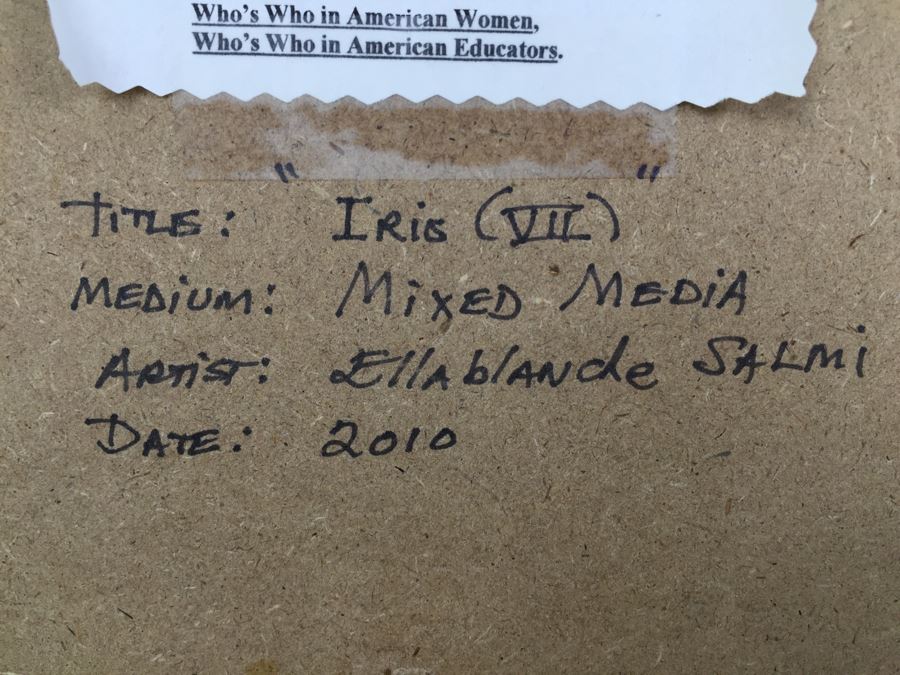 Who's Who in American Women,
Who's Who in American Educators.
" "
TITLE: IRIS (VII)
MEDIUM: MIXED MEDIA
ARTIST: EllAblANche SALMi
DATE: 2010